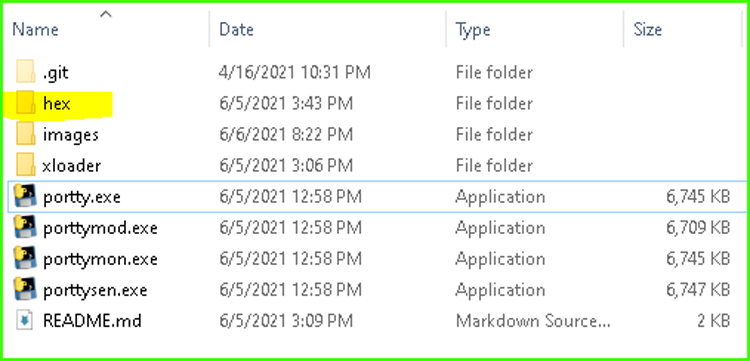 Name Date Type Size
.git 4/16/2021 10:31 PM File folder
hex 6/5/2021 3:43 PM File folder
images 6/6/2021 8:22 PM File folder
xloader 6/5/2021 3:06 PM File folder
portty.exe 6/5/2021 12:58 PM Application 6,745 KB
porttymod.exe 6/5/2021 12:58 PM Application 6,709 KB
porttymon.exe 6/5/2021 12:58 PM Application 6,745 KB
porttysen.exe 6/5/2021 12:58 PM Application 6,747 KB
README.md 6/5/2021 3:09 PM Markdown Source... 2 KB